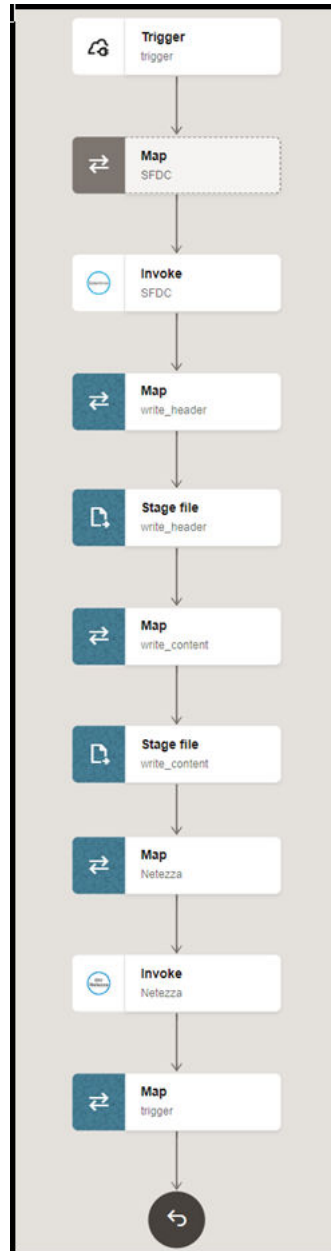 Trigger
trigger
Map
SFDC
Invoke
SFDC
Map
write_header
Stage file
write_header
Map
write_content
Stage file
write_content
Map
Netezza
Invoke
Netezza
Map
trigger